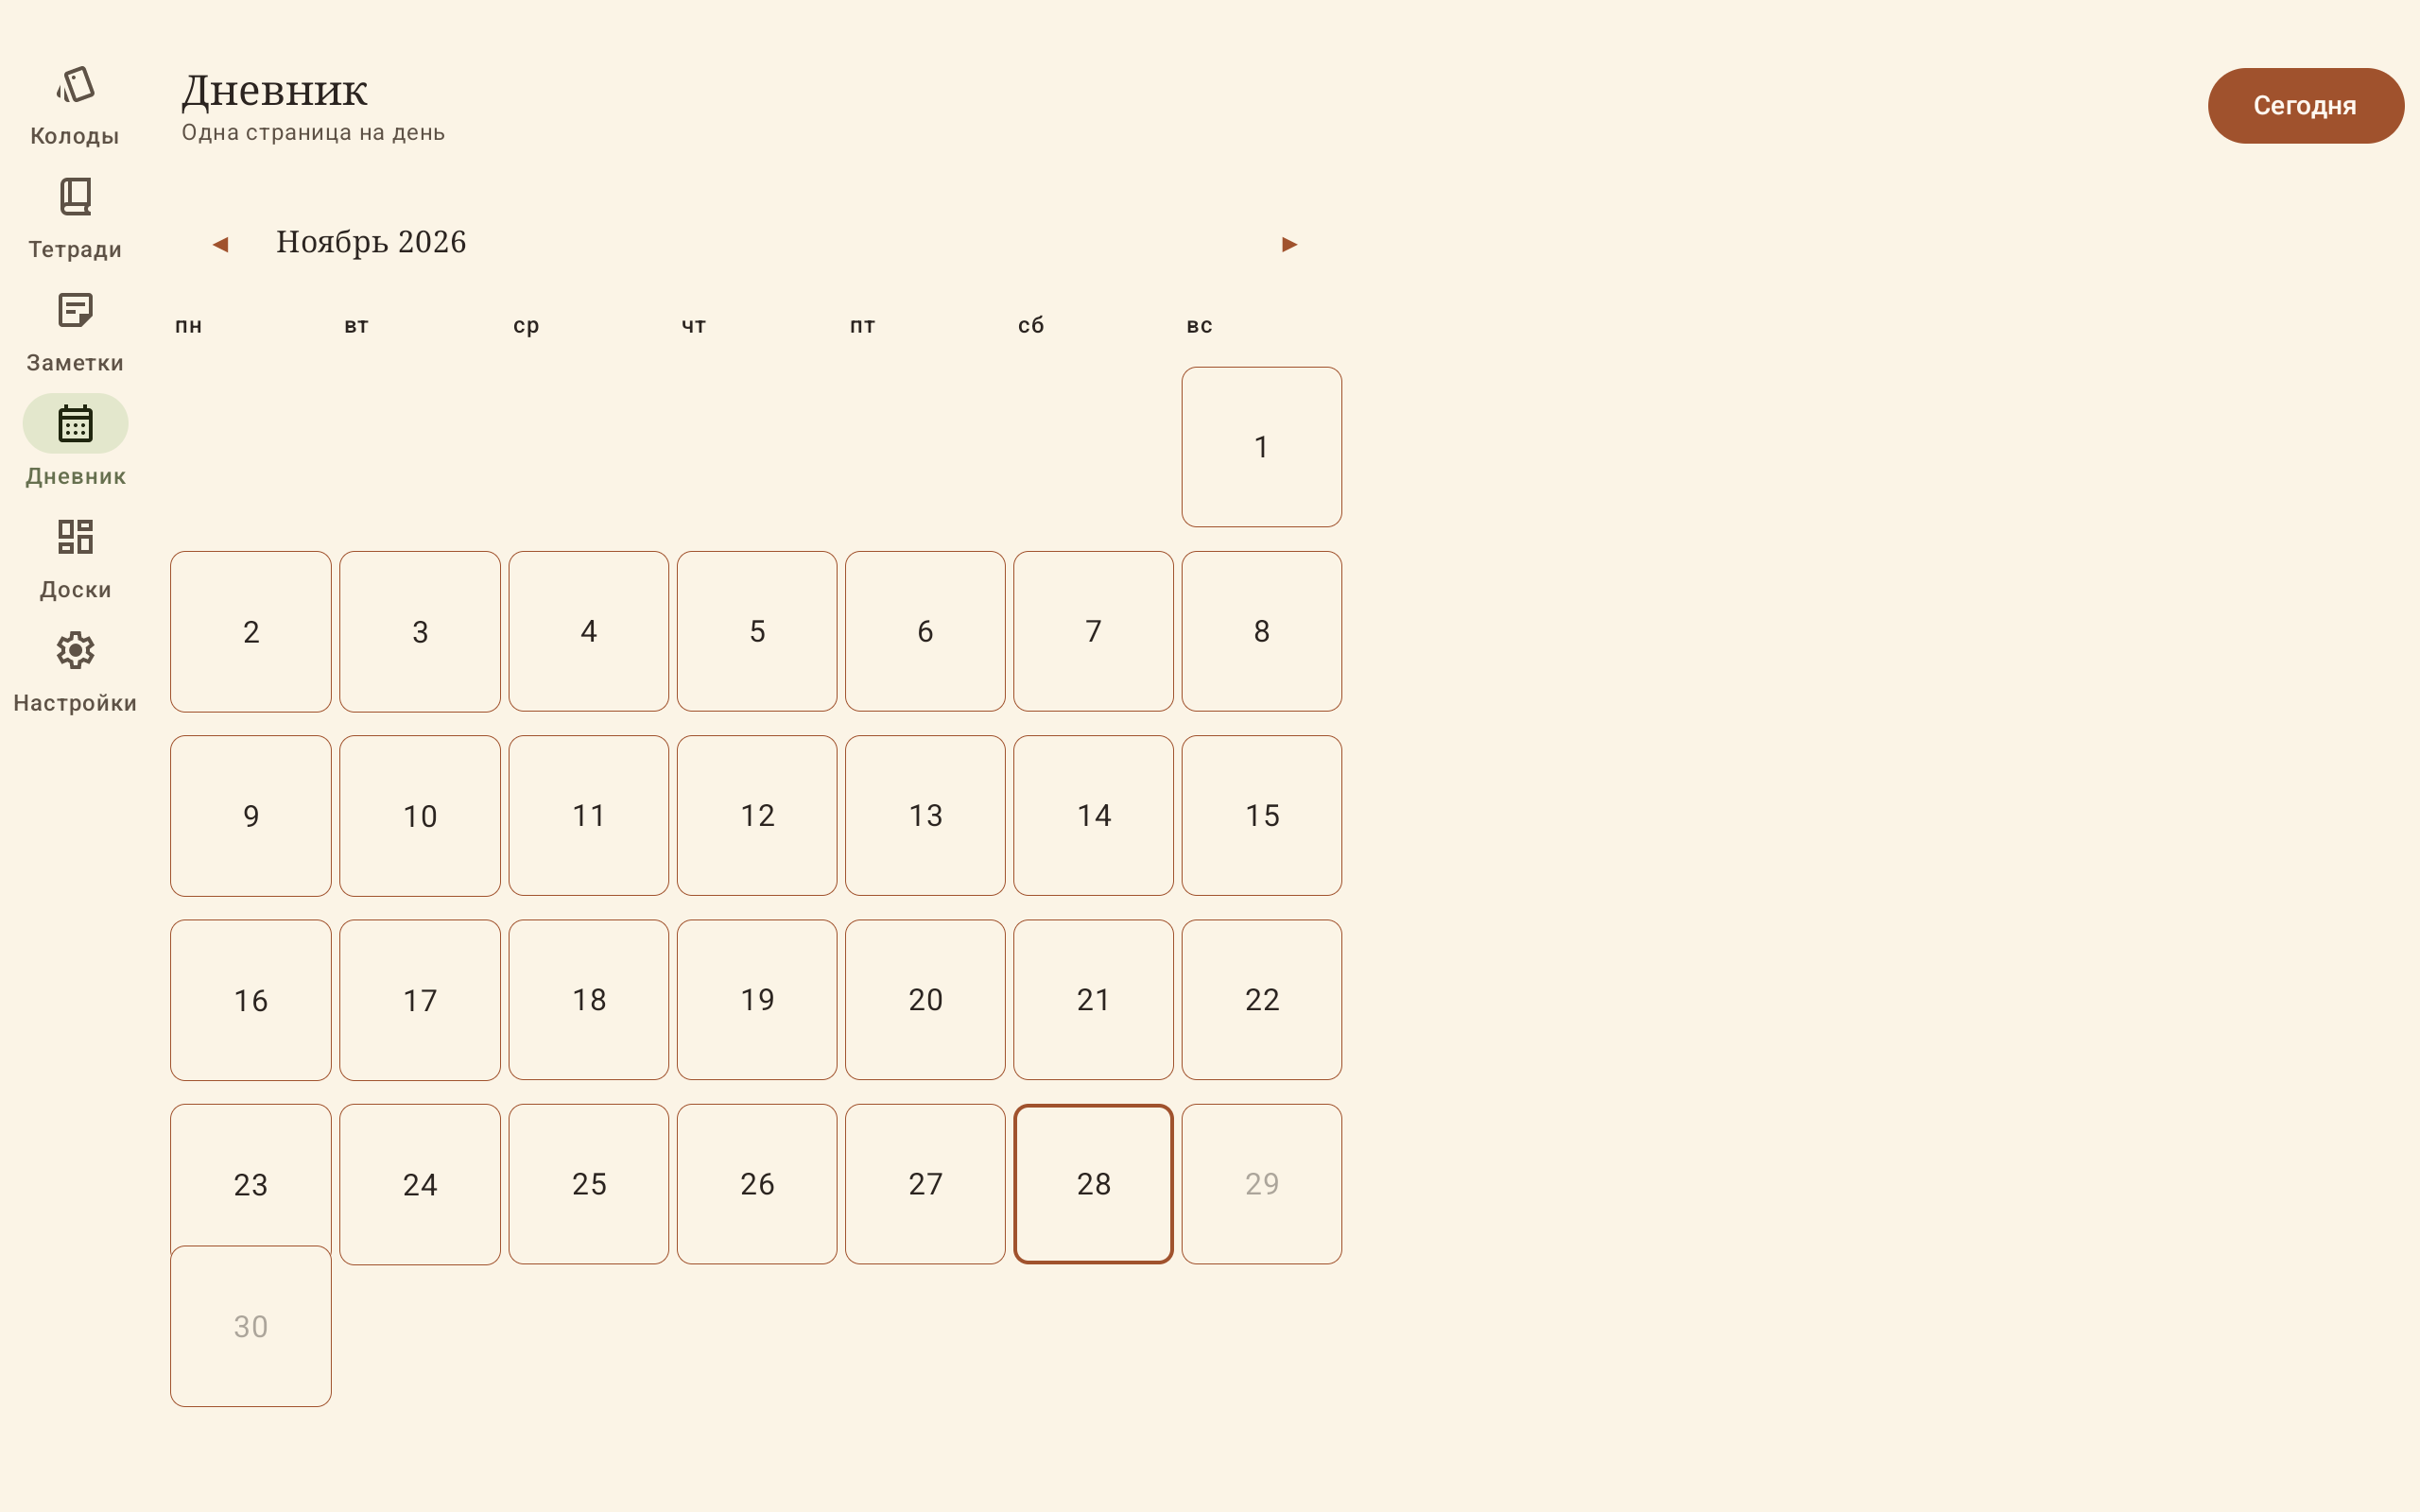 Колоды
Тетради
Заметки
Дневник
Доски
Настройки
Дневник
Одна страница на день
Сегодня
◀ Ноябрь 2026 ▶
пн вт ср чт пт сб вс
1
2 3 4 5 6 7 8
9 10 11 12 13 14 15
16 17 18 19 20 21 22
23 24 25 26 27 28 29
30